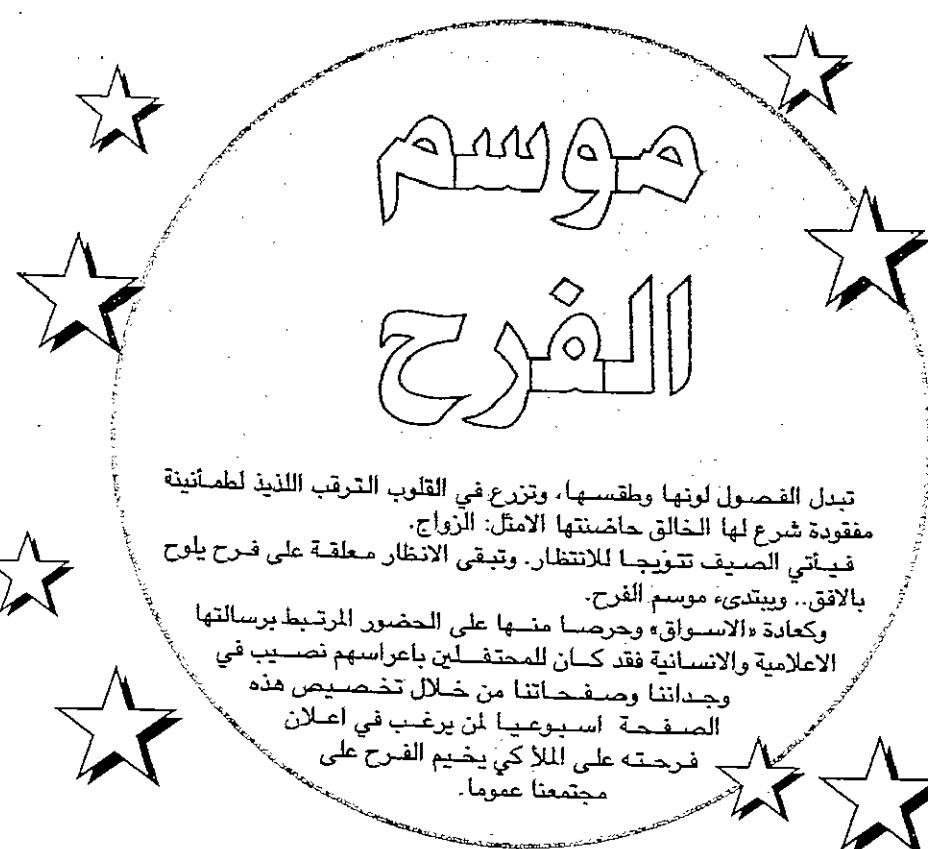 موسم
الفرح
تبدل الفصول لونها وطقسها، وتزرع في القلوب الترقب اللذيذ لطمأنينة
مفقودة شرع لها الخالق حاضنتها الامثل: الزواج.
فيأتي الصيف تتويجا للانتظار. وتبقى الانظار معلقة على فرح يلوح
بالافق.. ويبتدىء موسم الفرح.
وكعادة «الاسواق» وحرصا منها على الحضور المرتبط برسالتها
الاعلامية والانسانية فقد كان للمحتفلين باعراسهم نصيب في
وجداننا وصفحاتنا من خلال تخصيص هذه
الصفحة اسبوعيا لمن يرغب في اعلان
فرحته على الملأ كي يخيم الفرح على
مجتمعنا عموما.